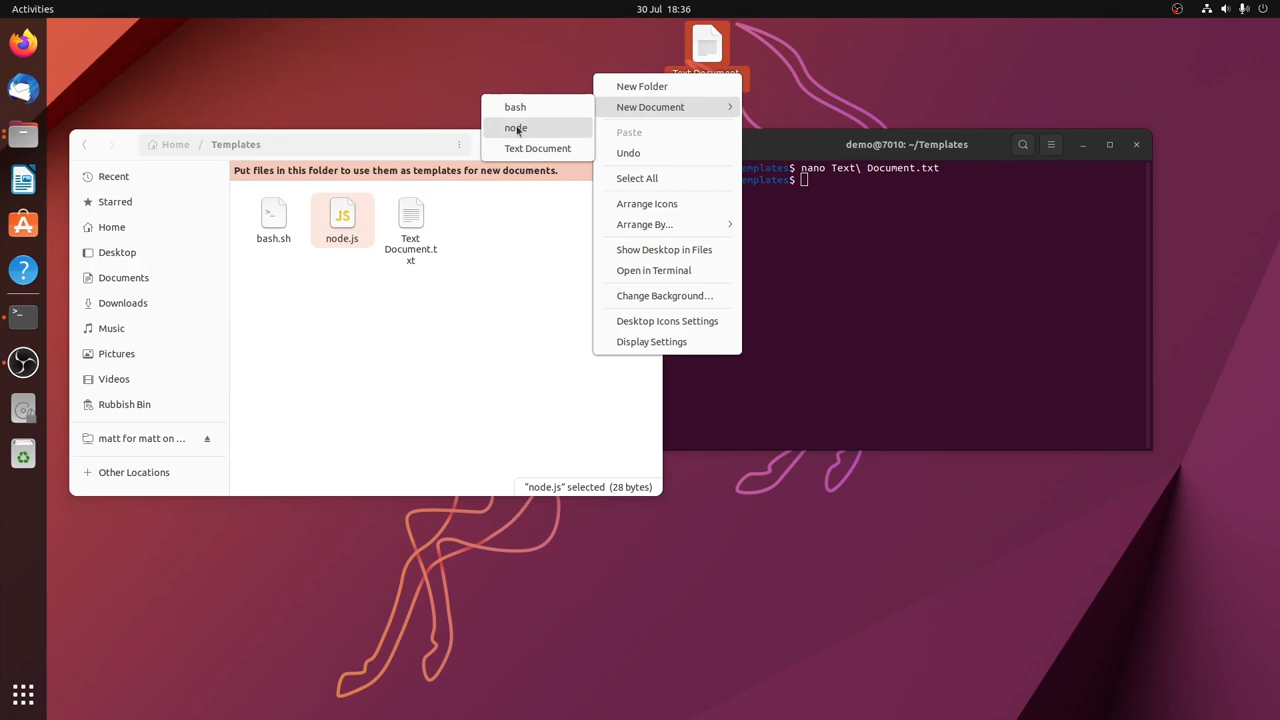 Activities
30 Jul 18:36
Text Document
New Folder
New Document
Paste
Undo
Select All
Arrange Icons
Arrange By...
Show Desktop in Files
Open in Terminal
Change Background…
Desktop Icons Settings
Display Settings
bash
node
Text Document
Home
Templates
Put files in this folder to use them as templates for new documents.
Recent
Starred
Home
Desktop
Documents
Downloads
Music
Pictures
Videos
Rubbish Bin
matt for matt on ...
Other Locations
>_
bash.sh
JS
node.js
Text
Document.t
xt
"node.js" selected (28 bytes)
demo@7010: ~/Templates
emplates$ nano Text\ Document.txt
emplates$